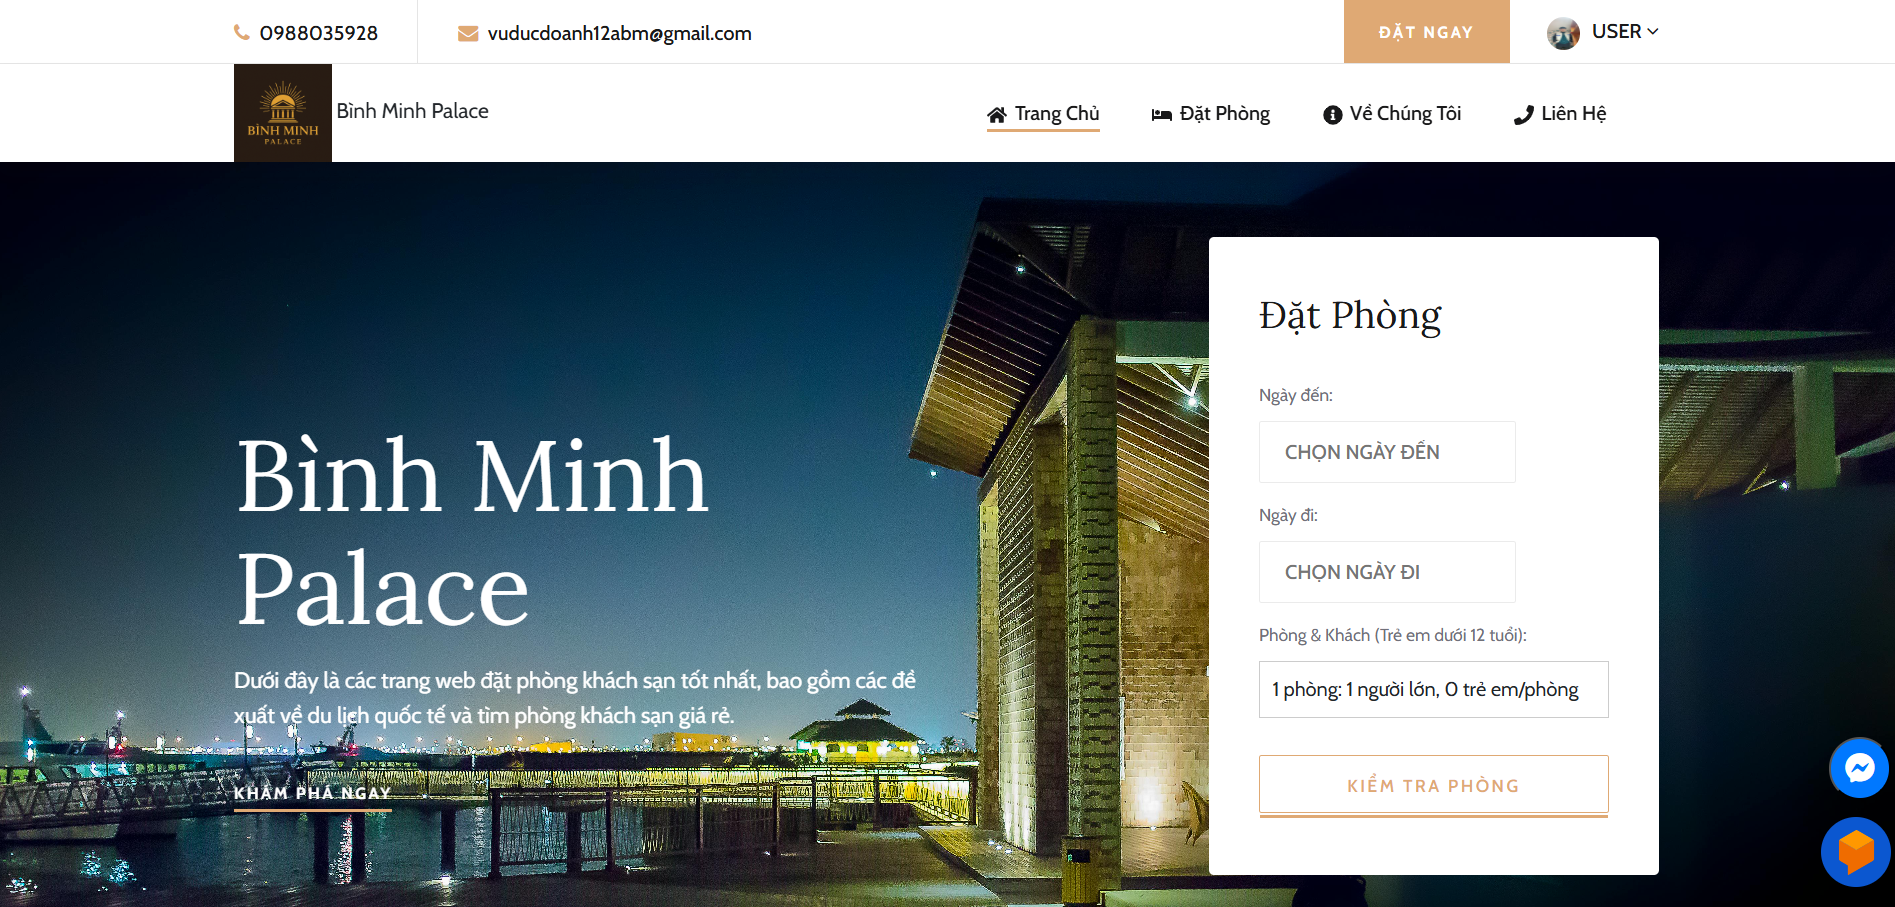 0988035928
vuducdoanh12abm@gmail.com
ĐẶT NGAY
USER
BÌNH MINH
PALACE
Bình Minh Palace
Trang Chủ
Đặt Phòng
Về Chúng Tôi
Liên Hệ
Bình Minh
Palace
Dưới đây là các trang web đặt phòng khách sạn tốt nhất, bao gồm các đề
xuất về du lịch quốc tế và tìm phòng khách sạn giá rẻ.
KHÁM PHÁ NGAY
Đặt Phòng
Ngày đến:
CHỌN NGÀY ĐẾN
Ngày đi:
CHỌN NGÀY ĐI
Phòng & Khách (Trẻ em dưới 12 tuổi):
1 phòng: 1 người lớn, 0 trẻ em/phòng
KIỂM TRA PHÒNG